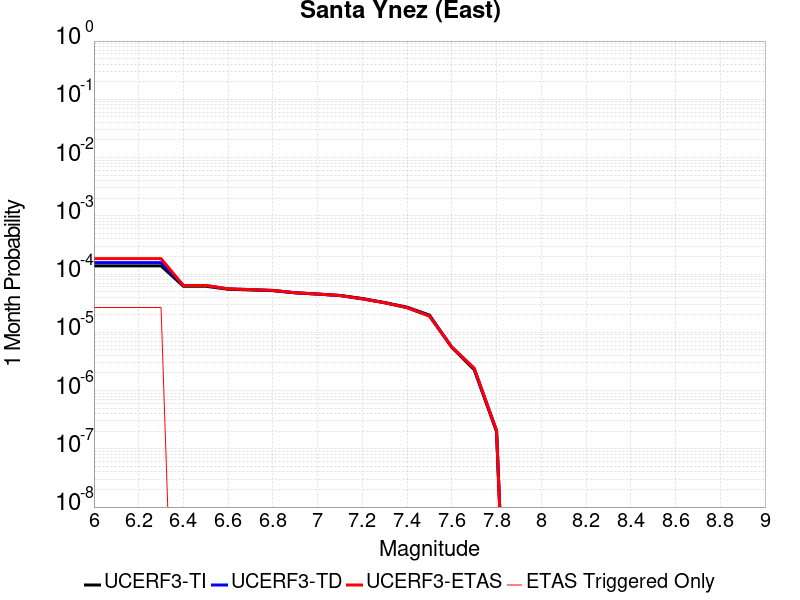 Santa Ynez (East)
10^0
10^-1
10^-2
10^-3
10^-4
10^-5
10^-6
10^-7
10^-8
1 Month Probability
6 6.2 6.4 6.6 6.8 7 7.2 7.4 7.6 7.8 8 8.2 8.4 8.6 8.8 9
Magnitude
UCERF3-TI UCERF3-TD UCERF3-ETAS ETAS Triggered Only